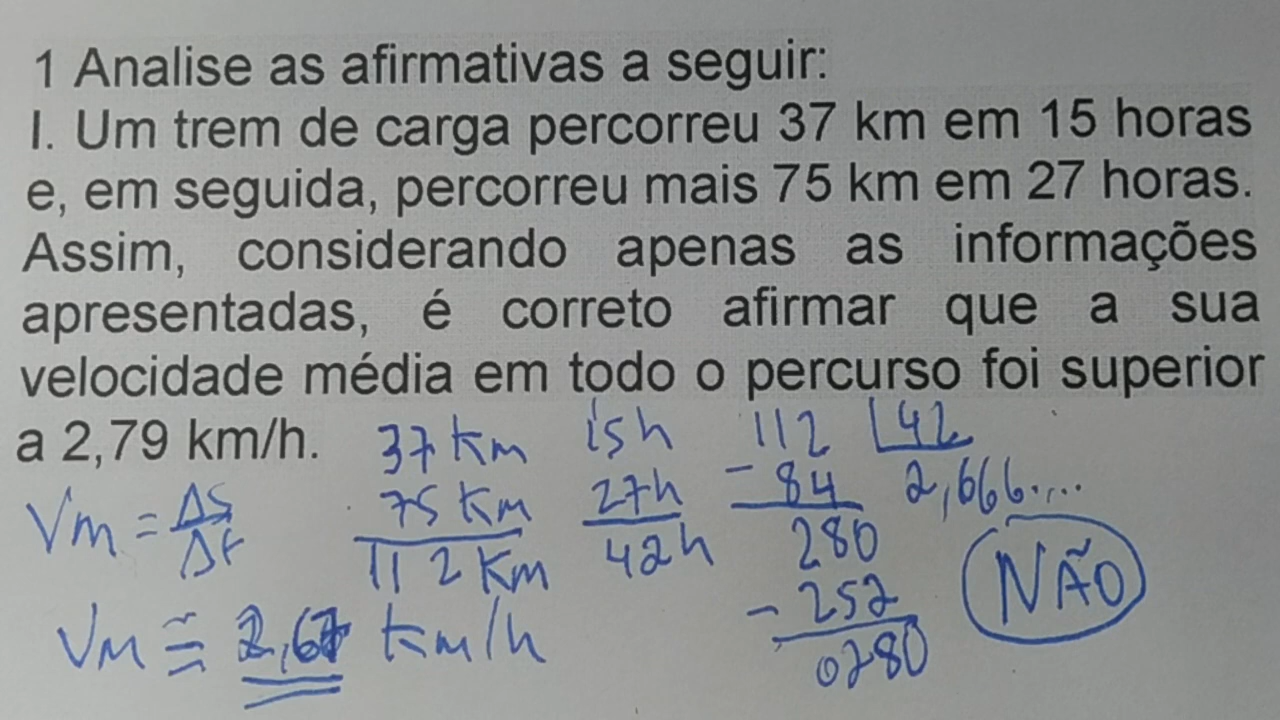 1 Analise as afirmativas a seguir:
I. Um trem de carga percorreu 37 km em 15 horas
e, em seguida, percorreu mais 75 km em 27 horas.
Assim, considerando apenas as informações
apresentadas, é correto afirmar que a sua
velocidade média em todo o percurso foi superior
a 2,79 km/h.
37 Km 15h 112 42
75 Km 27h - 84 2,666....
Vm = ΔS/Δt
112 Km 42h 280
- 252 NÃO
Vm ≅ 2,67 Km/h
0280